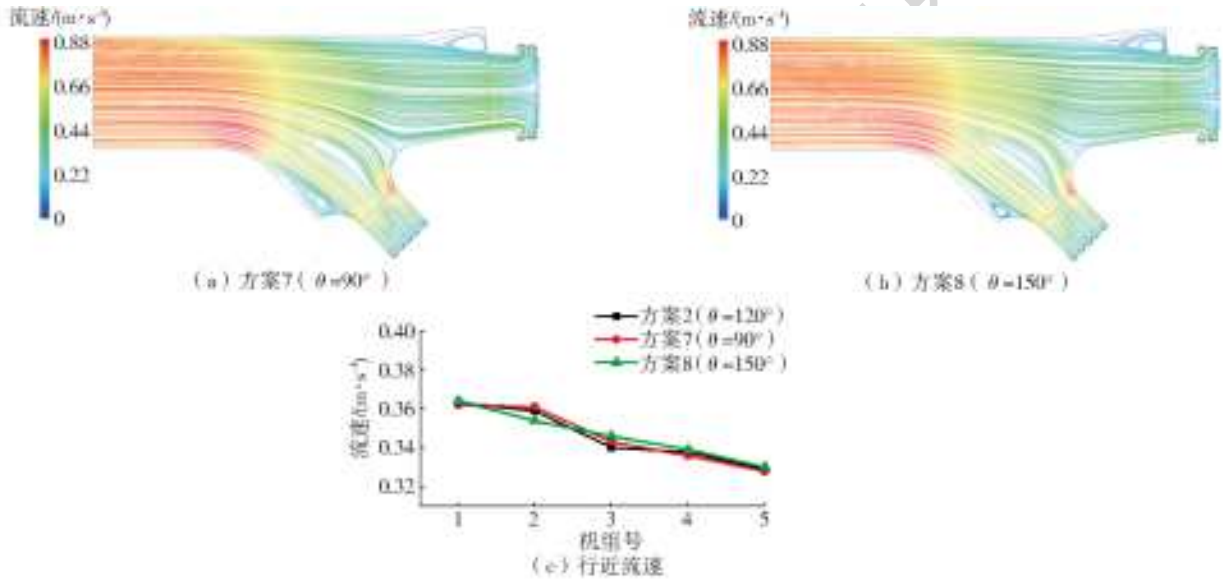 流速/(m·s⁻¹)
0.88
0.66
0.44
0.22
0
(a)方案7(θ=90°)
流速/(m·s⁻¹)
0.88
0.66
0.44
0.22
0
(b)方案8(θ=150°)
流速/(m·s⁻¹)
0.40
0.38
0.36
0.34
0.32
方案2(θ=120°)
方案7(θ=90°)
方案8(θ=150°)
1 2 3 4 5
机组号
(c)行近流速